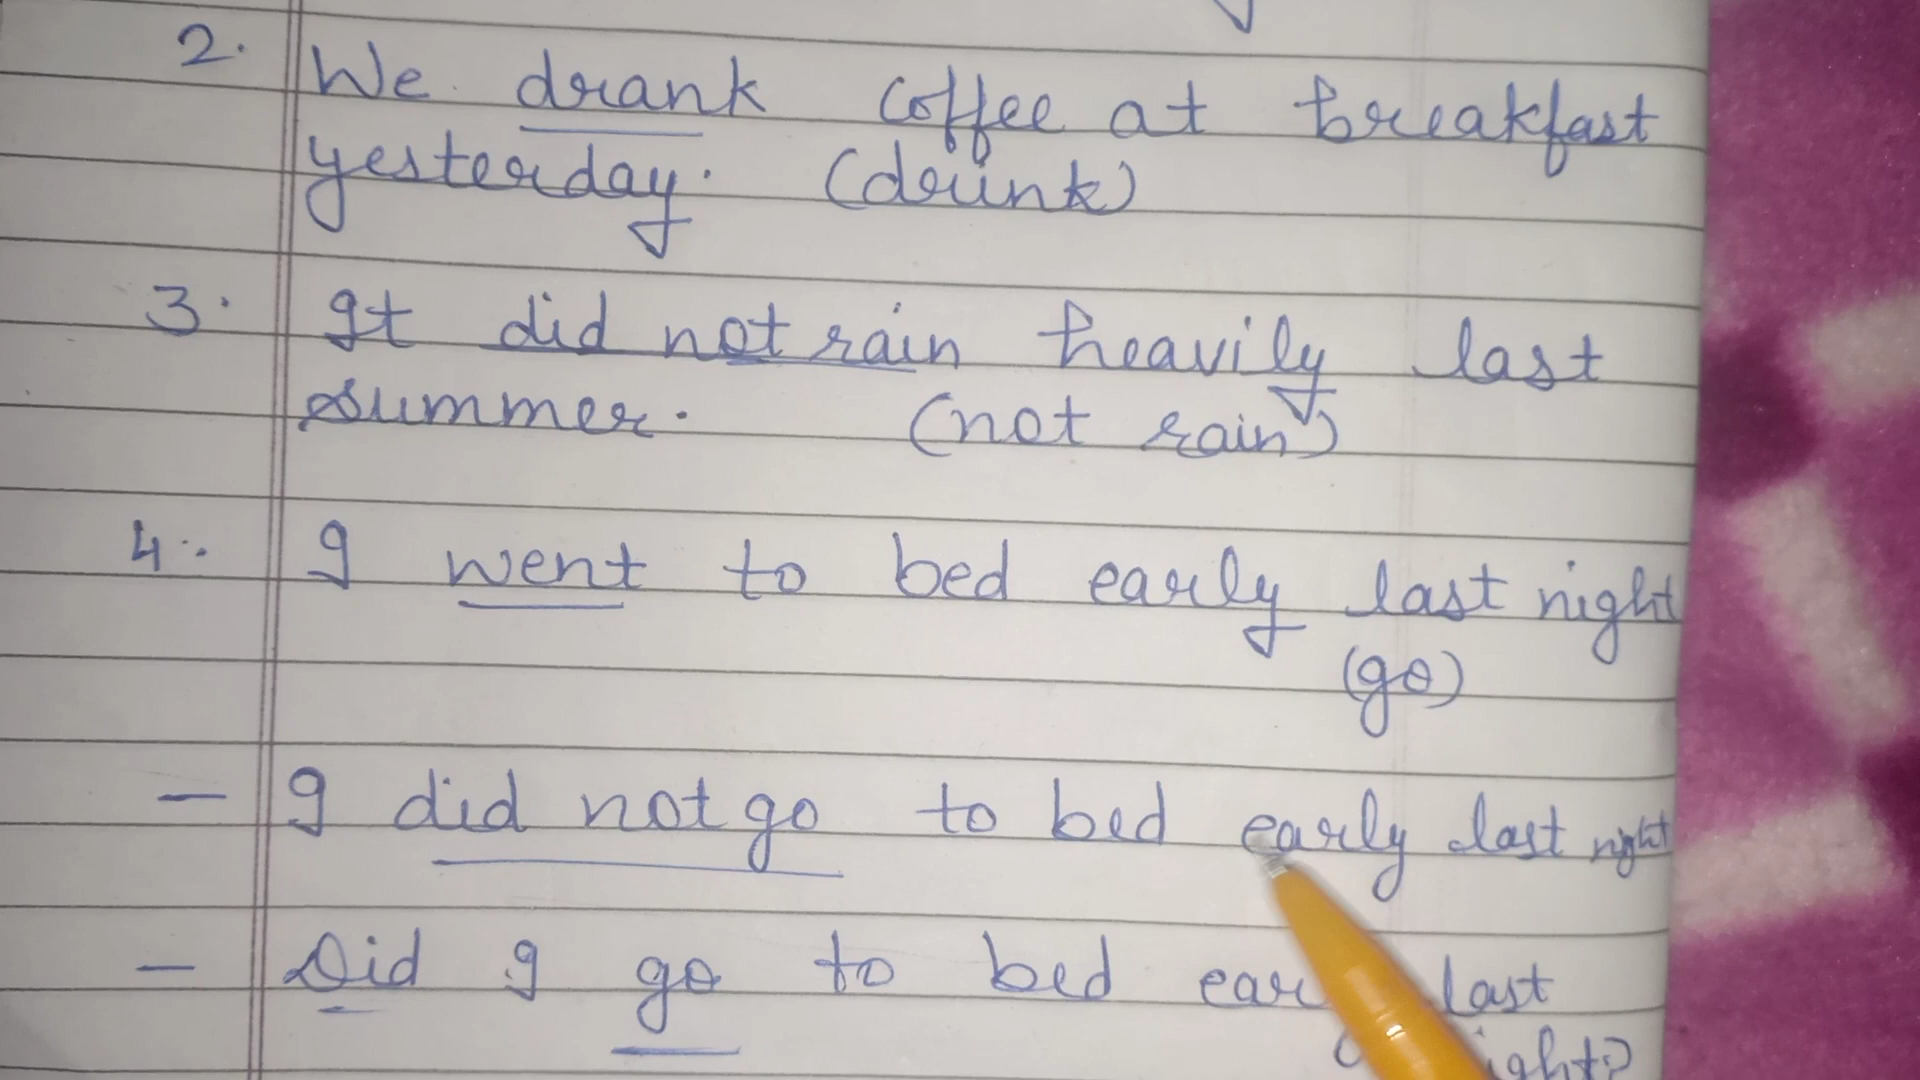 2. We drank coffee at breakfast
yesterday. (drink)
3. It did not rain heavily last
summer. (not rain)
4. I went to bed early last night
(go)
- I did not go to bed early last night
- Did I go to bed last